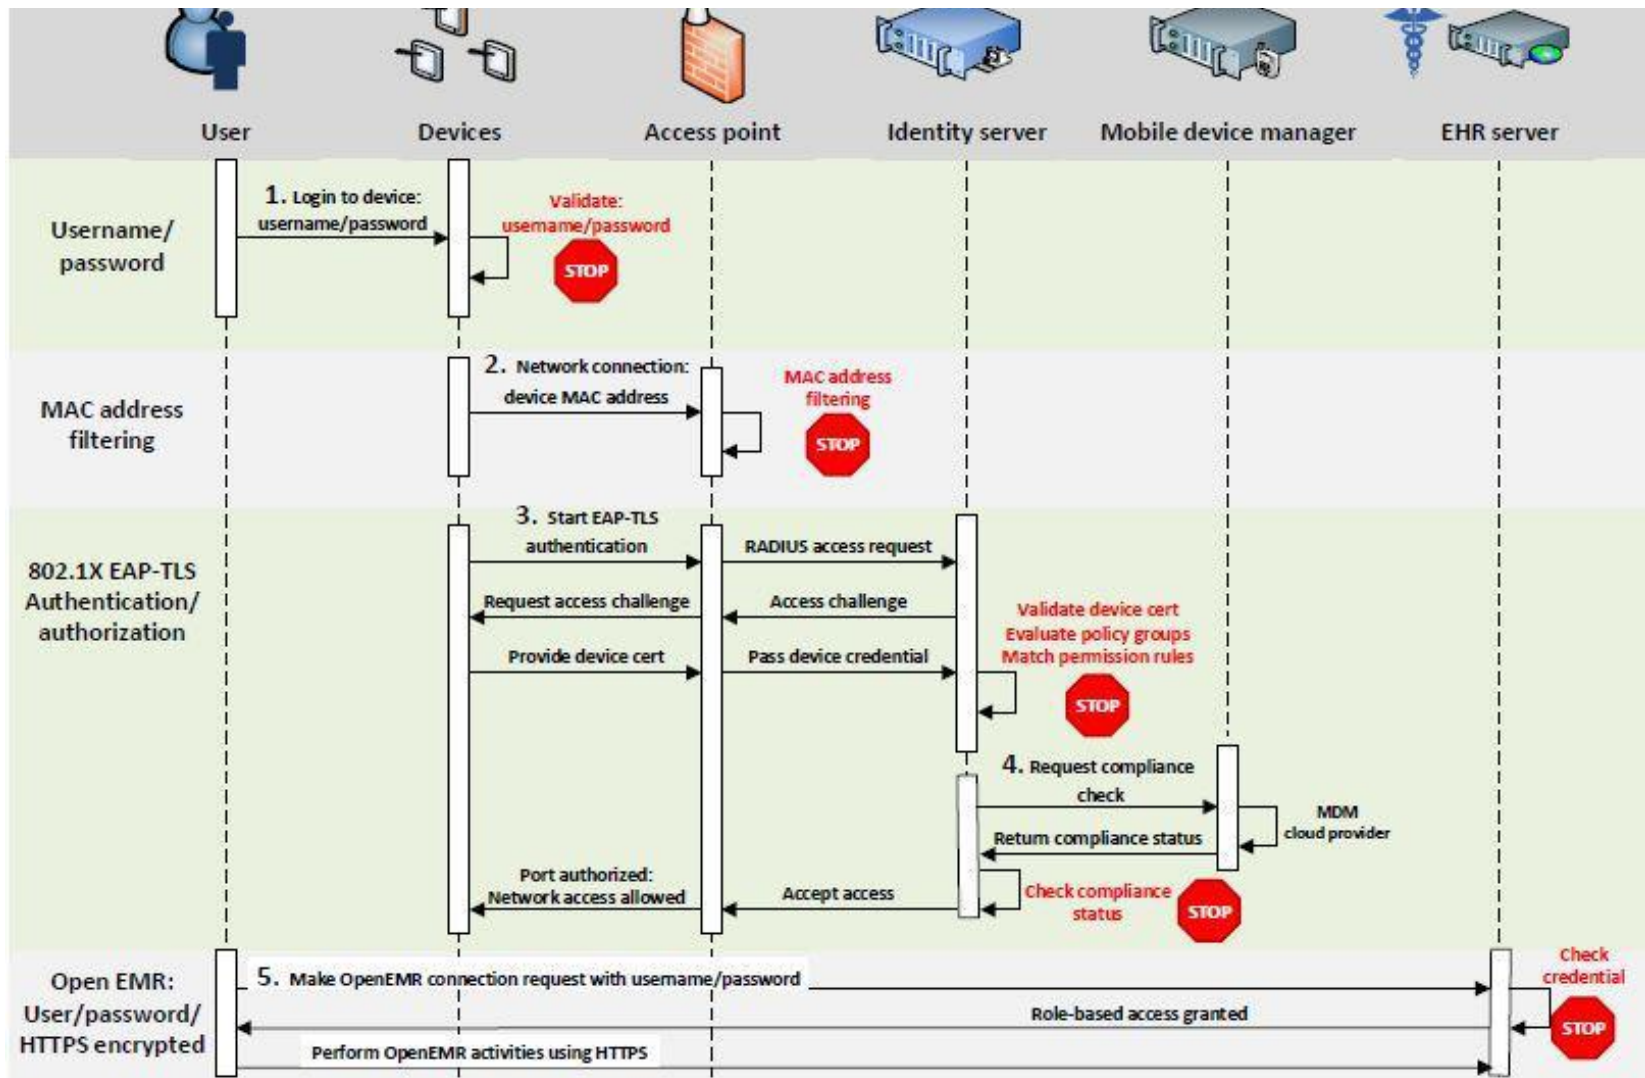 User
Devices
Access point
Identity server
Mobile device manager
EHR server
Username/
password
1. Login to device:
username/password
Validate:
username/password
STOP
MAC address
filtering
2. Network connection:
device MAC address
MAC address
filtering
STOP
802.1X EAP-TLS
Authentication/
authorization
3. Start EAP-TLS
authentication
RADIUS access request
Request access challenge
Access challenge
Provide device cert
Pass device credential
Validate device cert
Evaluate policy groups
Match permission rules
STOP
4. Request compliance
check
MDM
cloud provider
Return compliance status
Port authorized:
Network access allowed
Accept access
Check compliance
status
STOP
Open EMR:
User/password/
HTTPS encrypted
5. Make OpenEMR connection request with username/password
Check
credential
STOP
Role-based access granted
Perform OpenEMR activities using HTTPS